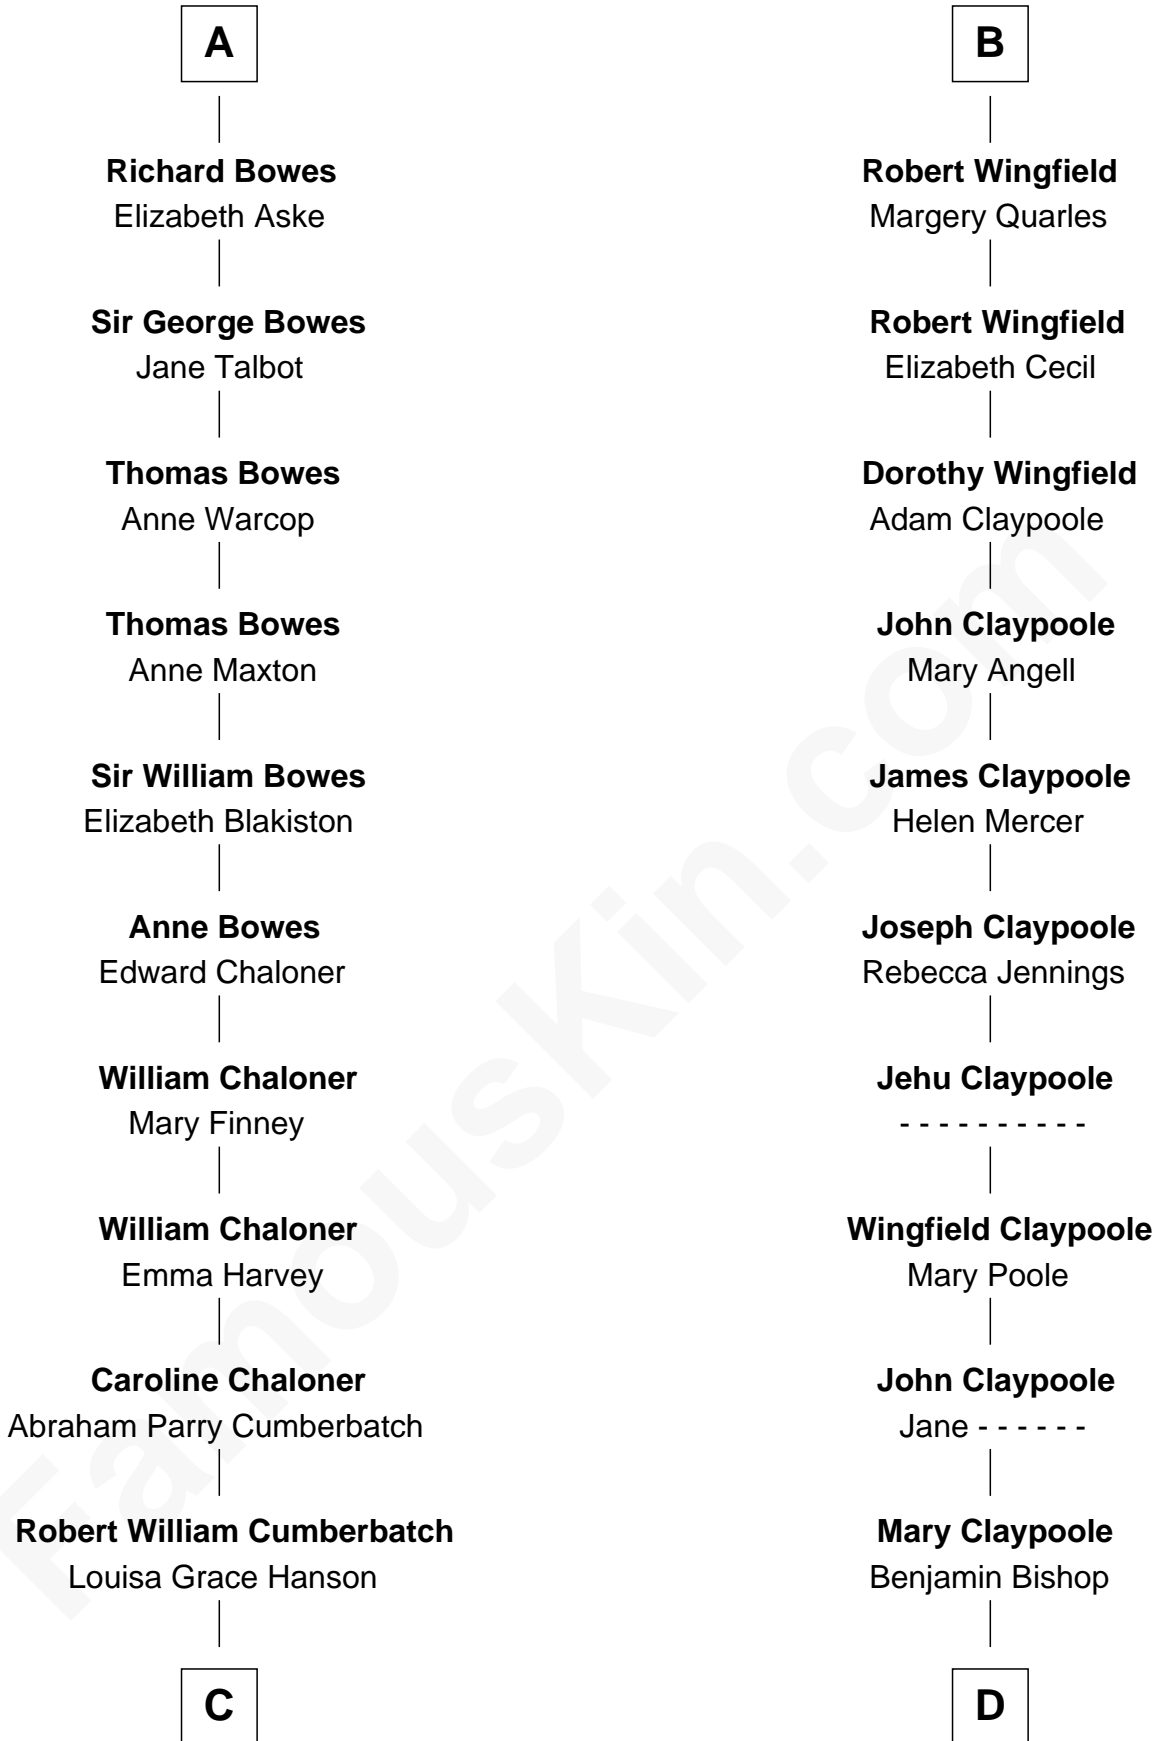 A
Richard Bowes
Elizabeth Aske
Sir George Bowes
Jane Talbot
Thomas Bowes
Anne Warcop
Thomas Bowes
Anne Maxton
Sir William Bowes
Elizabeth Blakiston
Anne Bowes
Edward Chaloner
William Chaloner
Mary Finney
William Chaloner
Emma Harvey
Caroline Chaloner
Abraham Parry Cumberbatch
Robert William Cumberbatch
Louisa Grace Hanson
C
B
Robert Wingfield
Margery Quarles
Robert Wingfield
Elizabeth Cecil
Dorothy Wingfield
Adam Claypoole
John Claypoole
Mary Angell
James Claypoole
Helen Mercer
Joseph Claypoole
Rebecca Jennings
Jehu Claypoole
- - - - - - - - - -
Wingfield Claypoole
Mary Poole
John Claypoole
Jane - - - - - -
Mary Claypoole
Benjamin Bishop
D
FamousKin.com